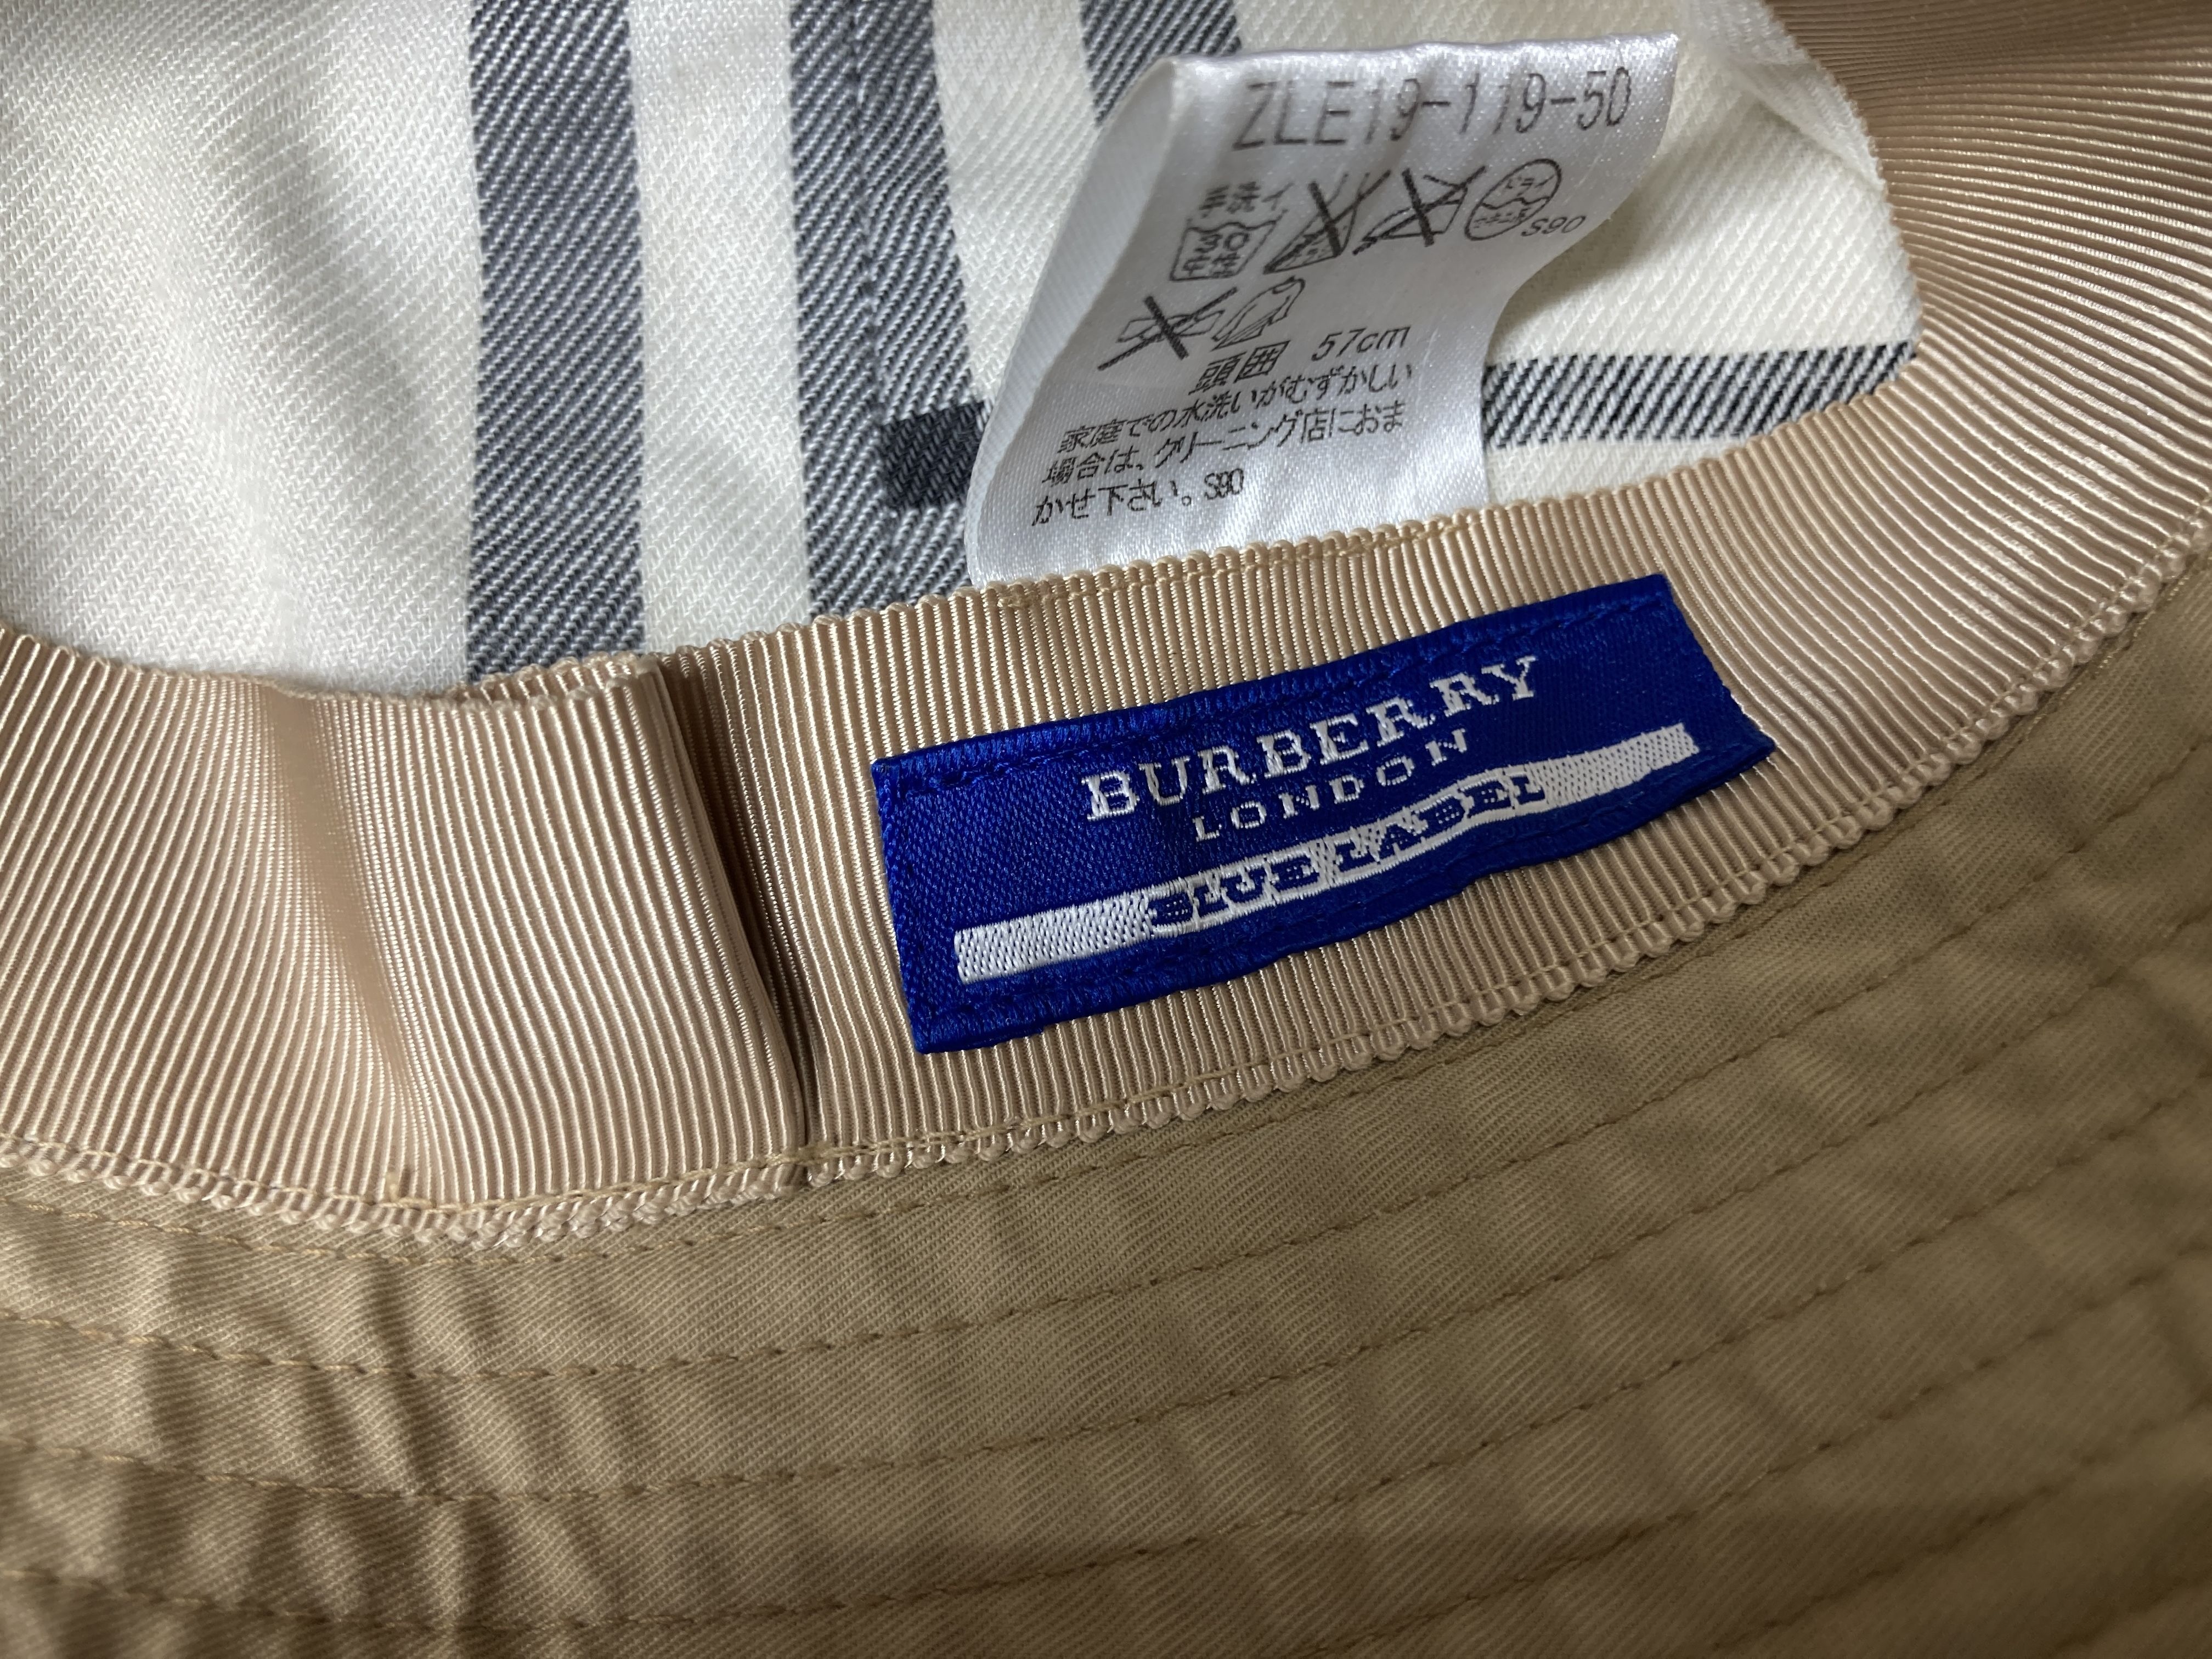 ZLE19-119-50
手洗イ
S90
頭囲 57cm
家庭での水洗いがむずかしい
場合は、クリーニング店におま
かせ下さい。S90
BURBERRY
LONDON
BLUE LABEL